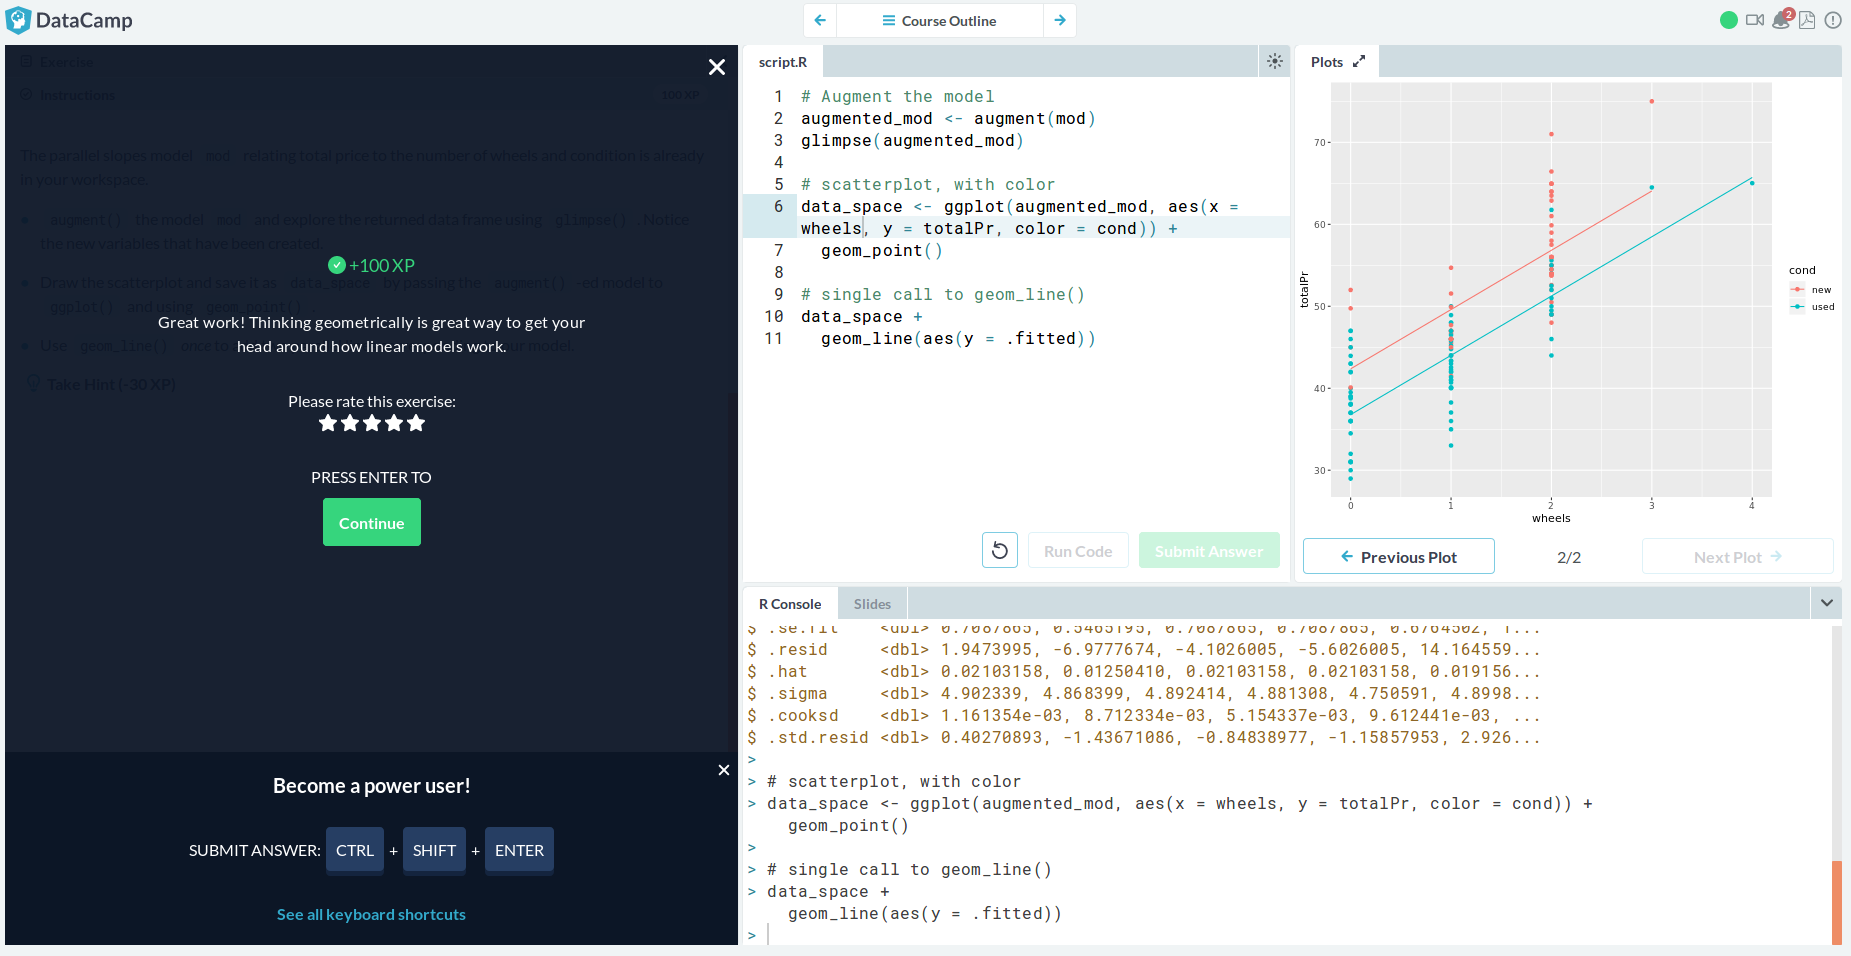 DataCamp
Course Outline
2
Exercise
Instructions
100 XP
The parallel slopes model mod relating total price to the number of wheels and condition is already
in your workspace.
augment() the model mod and explore the returned data frame using glimpse() . Notice
the new variables that have been created.
+100 XP
Draw the scatterplot and save it as data_space by passing the augment() -ed model to
ggplot() and using geom_point() .
Great work! Thinking geometrically is great way to get your
head around how linear models work.
Use geom_line() once to
your model.
Take Hint (-30 XP)
Please rate this exercise:
PRESS ENTER TO
Continue
Become a power user!
SUBMIT ANSWER: CTRL + SHIFT + ENTER
See all keyboard shortcuts
script.R
1 # Augment the model
2 augmented_mod <- augment(mod)
3 glimpse(augmented_mod)
4
5 # scatterplot, with color
6 data_space <- ggplot(augmented_mod, aes(x =
wheels, y = totalPr, color = cond)) +
7 geom_point()
8
9 # single call to geom_line()
10 data_space +
11 geom_line(aes(y = .fitted))
Run Code
Submit Answer
Plots
70
60
50
40
30
totalPr
0 1 2 3 4
wheels
cond
new
used
Previous Plot
2/2
Next Plot
R Console
Slides
$ .se.fit <dbl> 0.7087865, 0.5465195, 0.7087865, 0.7087865, 0.6764502, 1...
$ .resid <dbl> 1.9473995, -6.9777674, -4.1026005, -5.6026005, 14.164559...
$ .hat <dbl> 0.02103158, 0.01250410, 0.02103158, 0.02103158, 0.019156...
$ .sigma <dbl> 4.902339, 4.868399, 4.892414, 4.881308, 4.750591, 4.8998...
$ .cooksd <dbl> 1.161354e-03, 8.712334e-03, 5.154337e-03, 9.612441e-03, ...
$ .std.resid <dbl> 0.40270893, -1.43671086, -0.84838977, -1.15857953, 2.926...
>
> # scatterplot, with color
> data_space <- ggplot(augmented_mod, aes(x = wheels, y = totalPr, color = cond)) +
geom_point()
>
> # single call to geom_line()
> data_space +
geom_line(aes(y = .fitted))
>